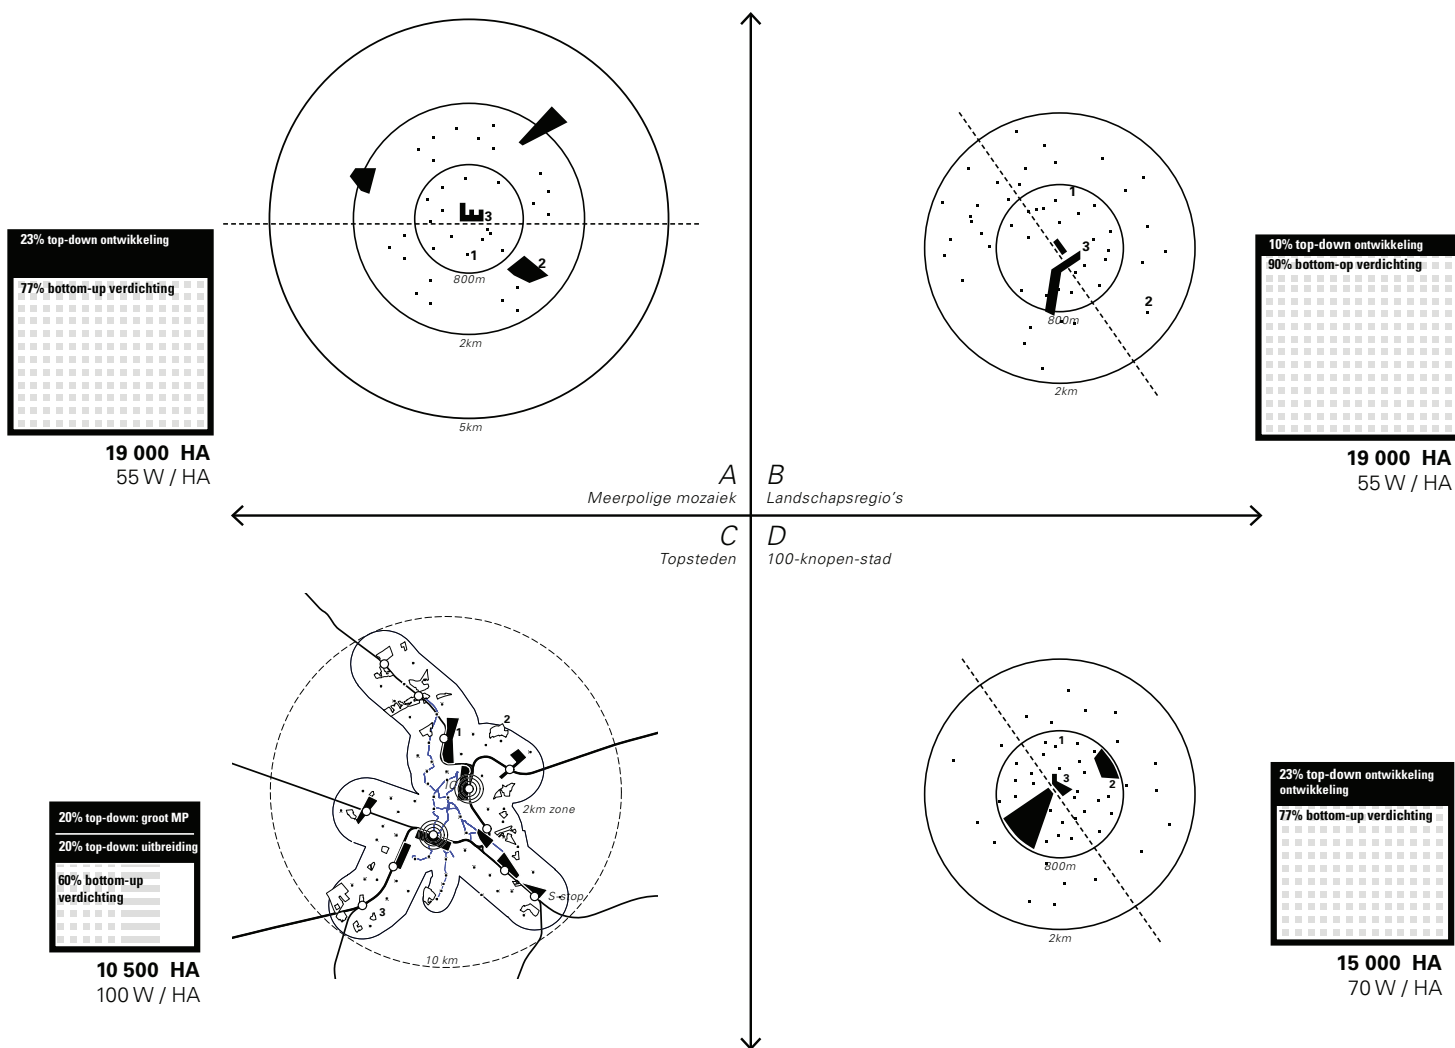 23% top-down ontwikkeling
77% bottom-up verdichting
19 000 HA
55 W / HA
3
1
2
800m
2km
5km
A
Meerpolige mozaiek
1
3
2
800m
2km
10% top-down ontwikkeling
90% bottom-op verdichting
19 000 HA
55 W / HA
B
Landschapsregio's
C
Topsteden
20% top-down: groot MP
20% top-down: uitbreiding
60% bottom-up
verdichting
10 500 HA
100 W / HA
1
2
2km zone
S-stop
3
10 km
D
100-knopen-stad
1
3
2
800m
2km
23% top-down ontwikkeling
ontwikkeling
77% bottom-up verdichting
15 000 HA
70 W / HA